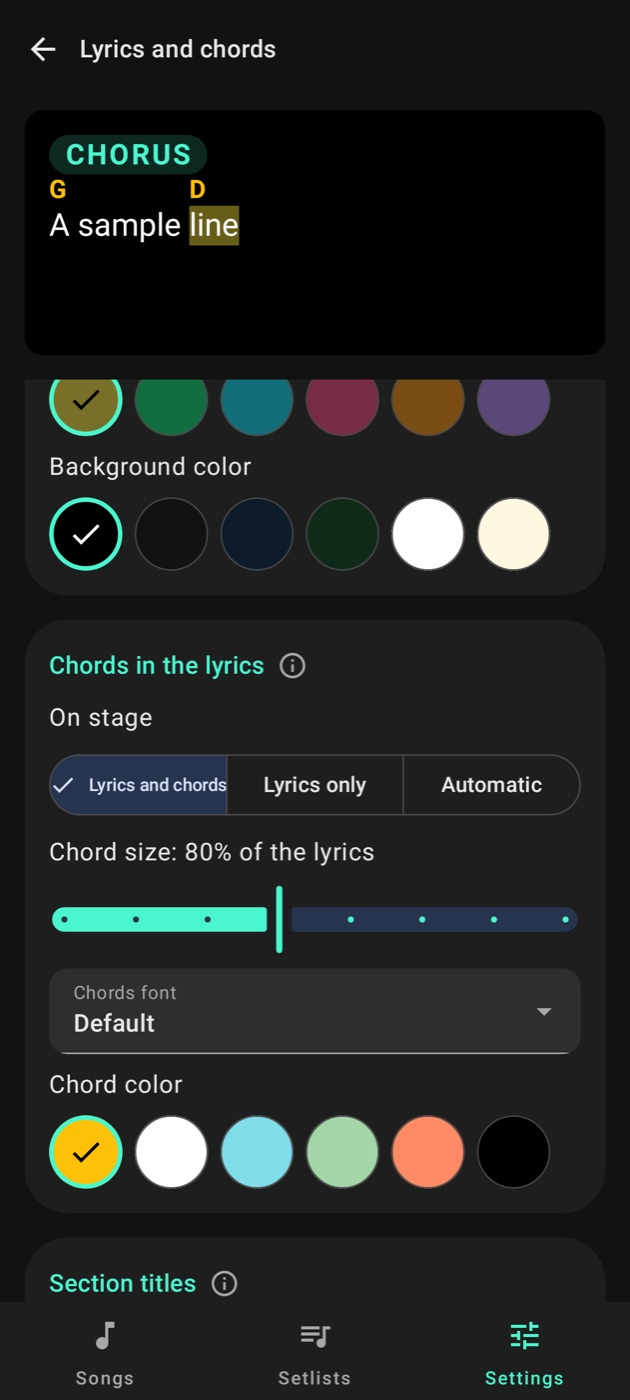 Lyrics and chords
CHORUS
G D
A sample line
Background color
Chords in the lyrics
On stage
Lyrics and chords Lyrics only Automatic
Chord size: 80% of the lyrics
Chords font
Default
Chord color
Section titles
Songs Setlists Settings